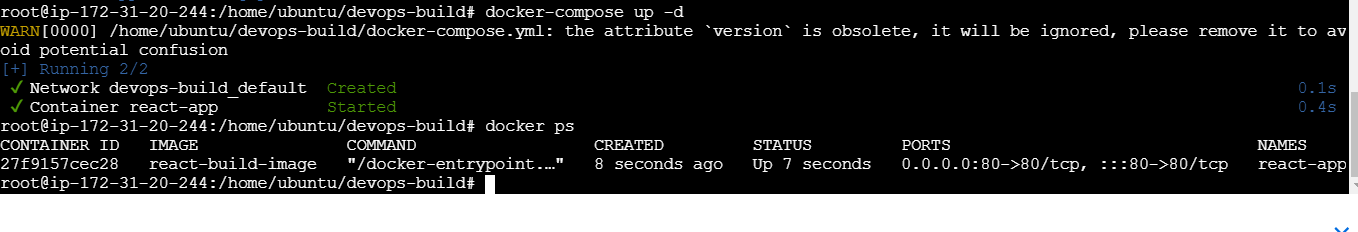 root@ip-172-31-20-244:/home/ubuntu/devops-build# docker-compose up -d
WARN[0000] /home/ubuntu/devops-build/docker-compose.yml: the attribute `version` is obsolete, it will be ignored, please remove it to av
oid potential confusion
[+] Running 2/2
✓ Network devops-build_default Created 0.1s
✓ Container react-app Started 0.4s
root@ip-172-31-20-244:/home/ubuntu/devops-build# docker ps
CONTAINER ID IMAGE COMMAND CREATED STATUS PORTS NAMES
27f9157cec28 react-build-image "/docker-entrypoint.…" 8 seconds ago Up 7 seconds 0.0.0.0:80->80/tcp, :::80->80/tcp react-app
root@ip-172-31-20-244:/home/ubuntu/devops-build#